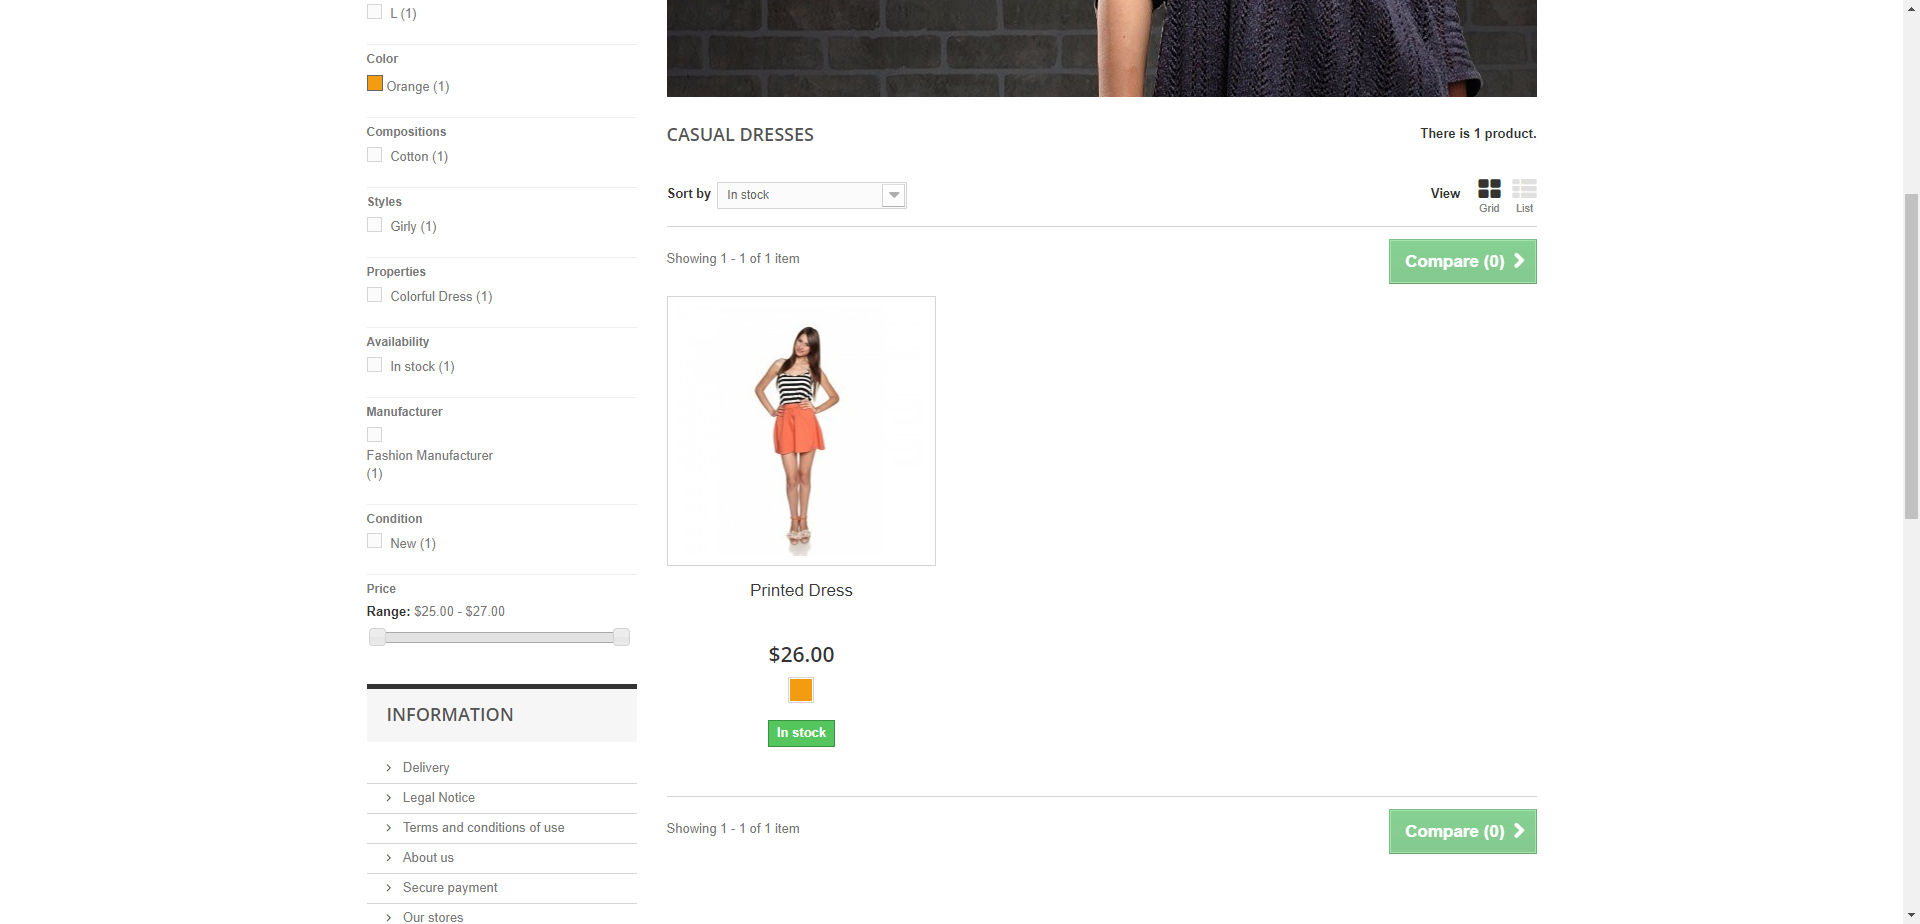 L (1)
Color
Orange (1)
Compositions
Cotton (1)
Styles
Girly (1)
Properties
Colorful Dress (1)
Availability
In stock (1)
Manufacturer
Fashion Manufacturer
(1)
Condition
New (1)
Price
Range: $25.00 - $27.00
INFORMATION
Delivery
Legal Notice
Terms and conditions of use
About us
Secure payment
Our stores
CASUAL DRESSES
There is 1 product.
Sort by In stock
View
Grid
List
Showing 1 - 1 of 1 item
Compare (0)
Printed Dress
$26.00
In stock
Showing 1 - 1 of 1 item
Compare (0)